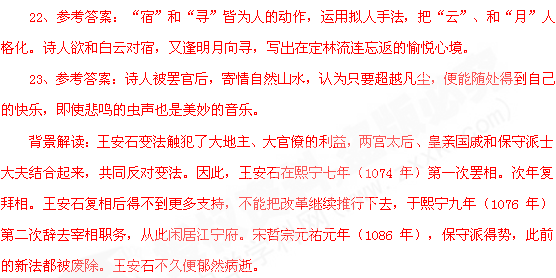 22、参考答案：“宿”和“寻”皆为人的动作，运用拟人手法，把“云”、和“月”人
格化。诗人欲和白云对宿，又逢明月向寻，写出在定林流连忘返的愉悦心境。
23、参考答案：诗人被罢官后，寄情自然山水，认为只要超越凡尘，便能随处得到自己
的快乐，即使悲鸣的虫声也是美妙的音乐。
背景解读：王安石变法触犯了大地主、大官僚的利益，两宫太后、皇亲国戚和保守派士
大夫结合起来，共同反对变法。因此，王安石在熙宁七年（1074 年）第一次罢相。次年复
拜相。王安石复相后得不到更多支持，不能把改革继续推行下去，于熙宁九年（1076 年）
第二次辞去宰相职务，从此闲居江宁府。宋哲宗元祐元年（1086 年），保守派得势，此前
的新法都被废除。王安石不久便郁然病逝。